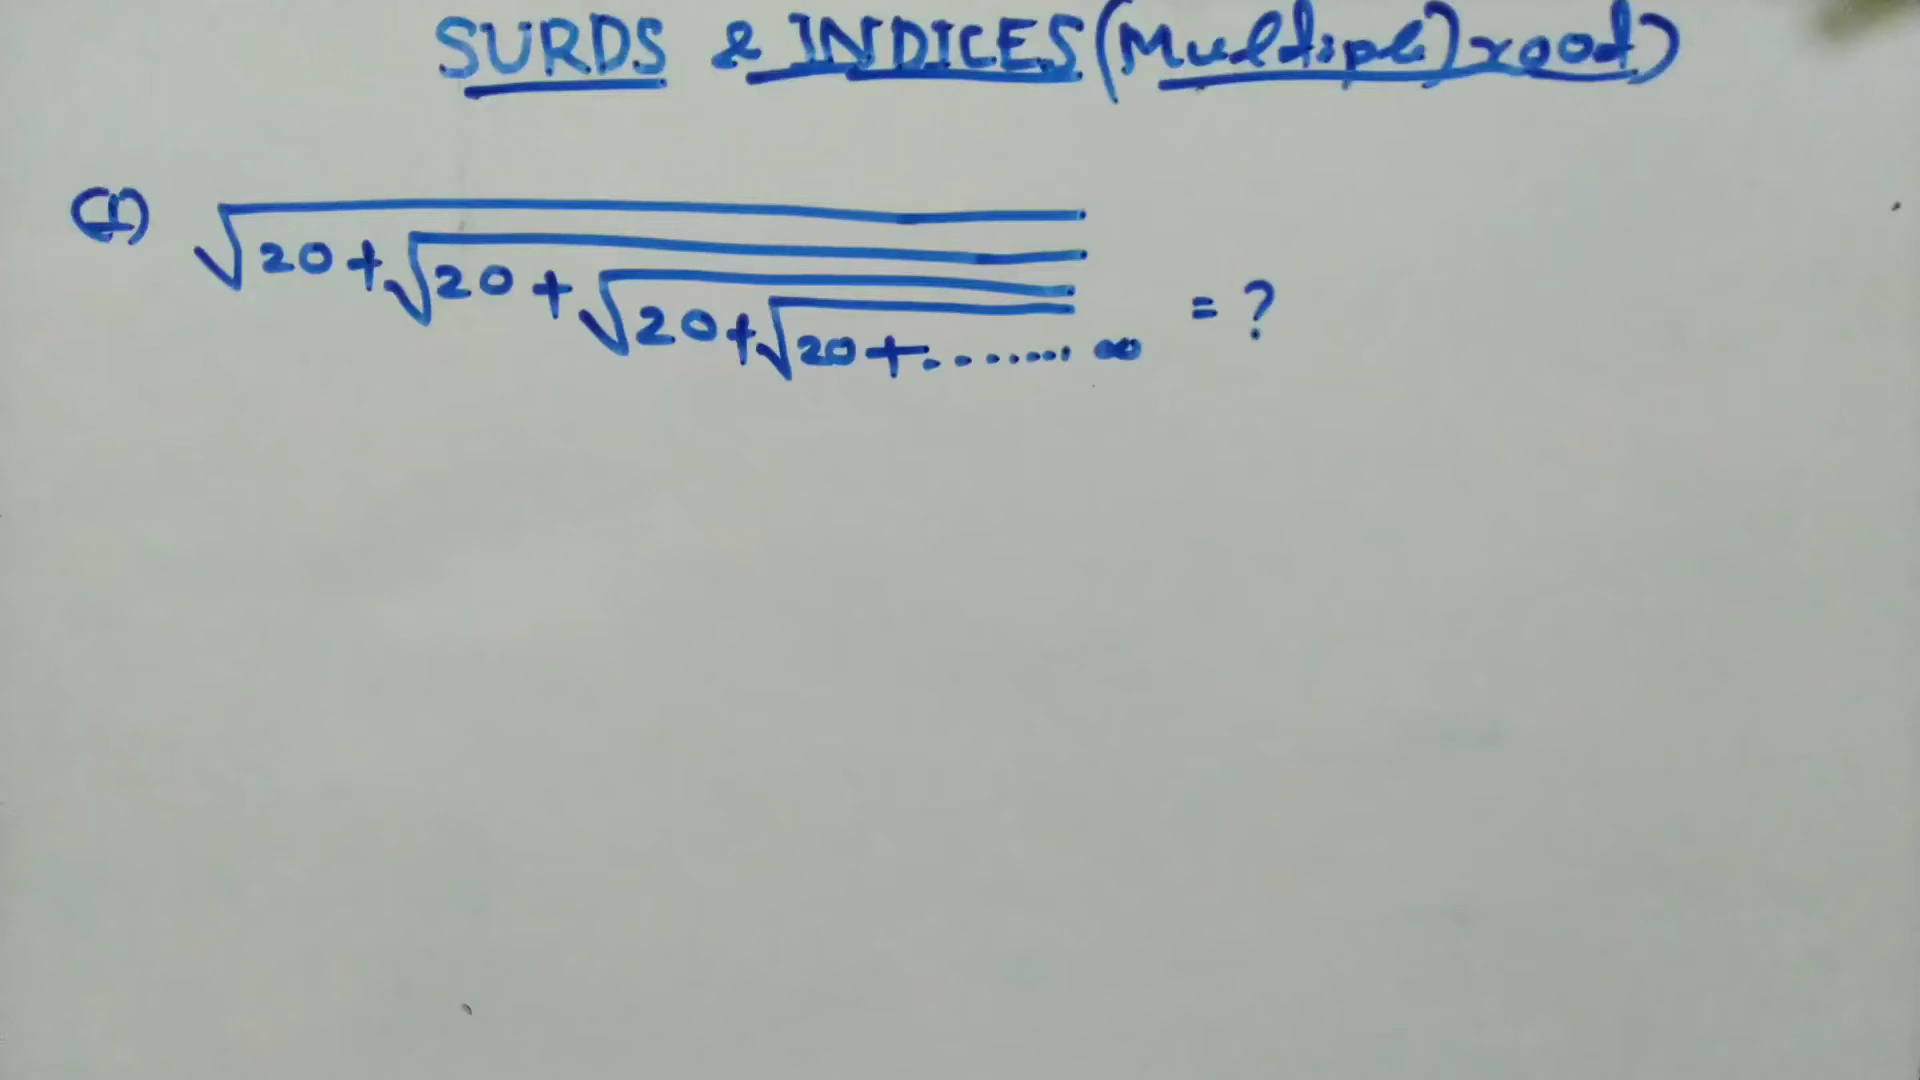 SURDS & INDICES (Multiple) root)
(1) √20+√20+√20+√20+....... ∞ = ?